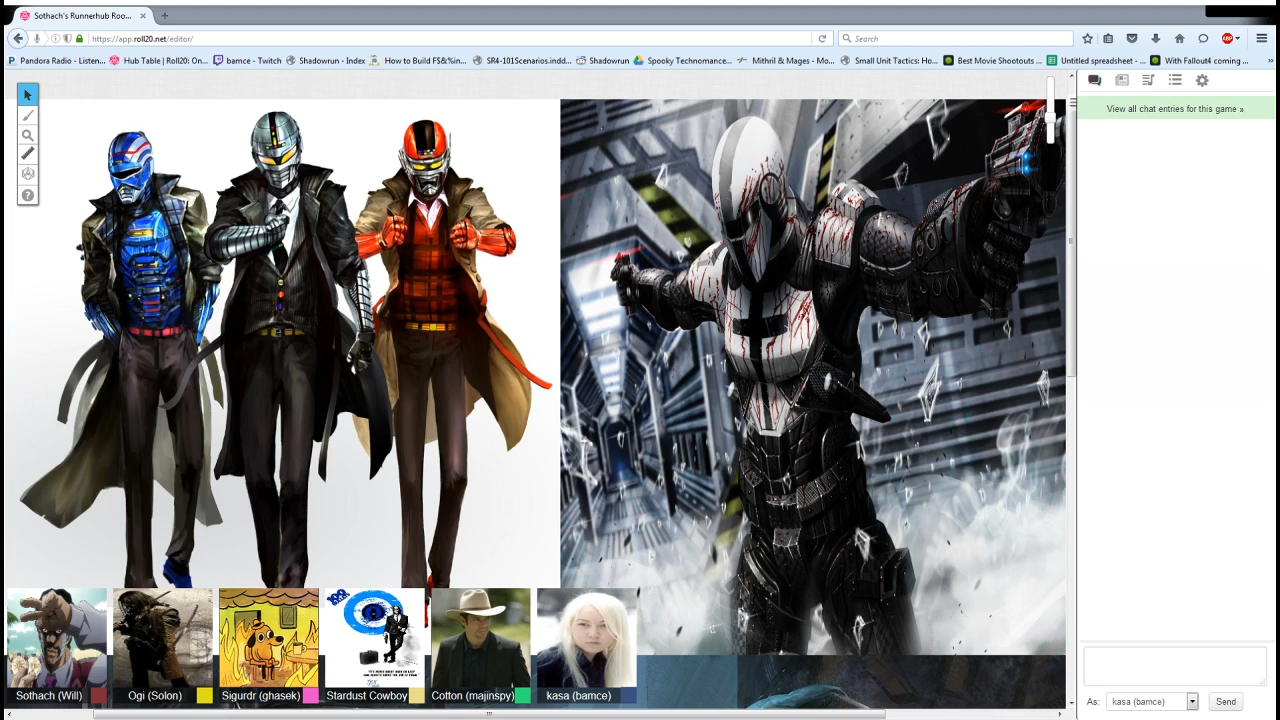 Sothach's Runnerhub Roo...
https://app.roll20.net/editor/
Search
Pandora Radio - Listen... Hub Table | Roll20: On... bamce - Twitch Shadowrun - Index How to Build FS&%in... SR4-101Scenarios.indd... Shadowrun Spooky Technomance... Mithril & Mages - Mo... Small Unit Tactics: Ho... Best Movie Shootouts ... Untitled spreadsheet - ... With Fallout4 coming ...
View all chat entries for this game »
Sothach (Will) Ogi (Solon) Sigurdr (ghasek) Stardust Cowboy Cotton (majinspy) kasa (bamce)
As: kasa (bamce) Send